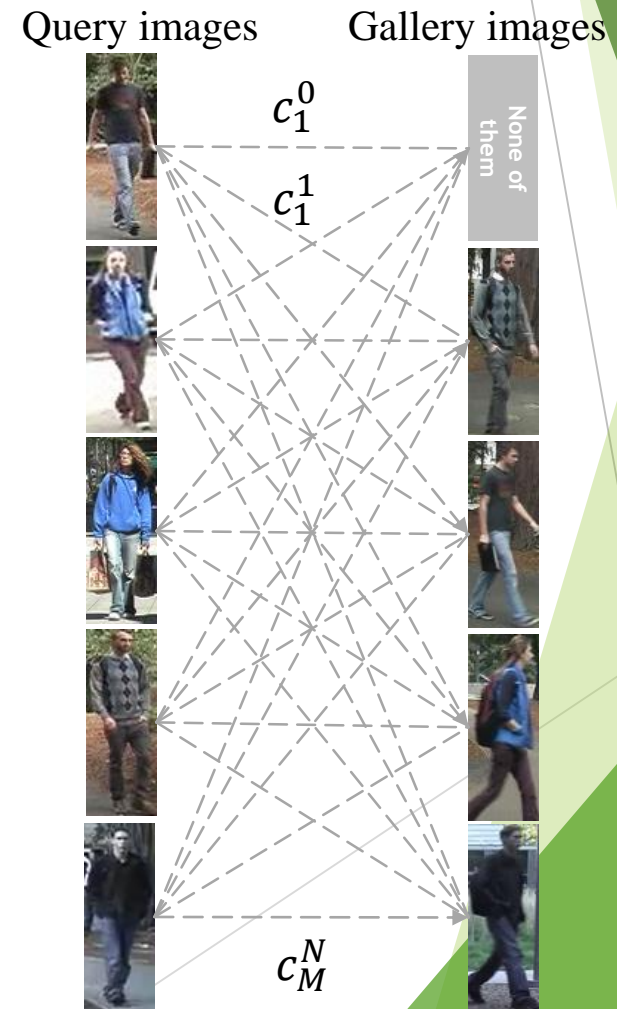 Query images Gallery images
c_1^0
None of
them
c_1^1
c_M^N